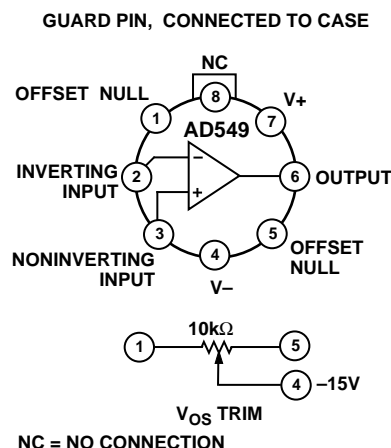 GUARD PIN, CONNECTED TO CASE
NC
OFFSET NULL
8
V+
1
7
AD549
INVERTING
INPUT
2
–
6
OUTPUT
+
3
5
NONINVERTING
INPUT
4
OFFSET
NULL
V–
10kΩ
1
5
4
–15V
VOS TRIM
NC = NO CONNECTION